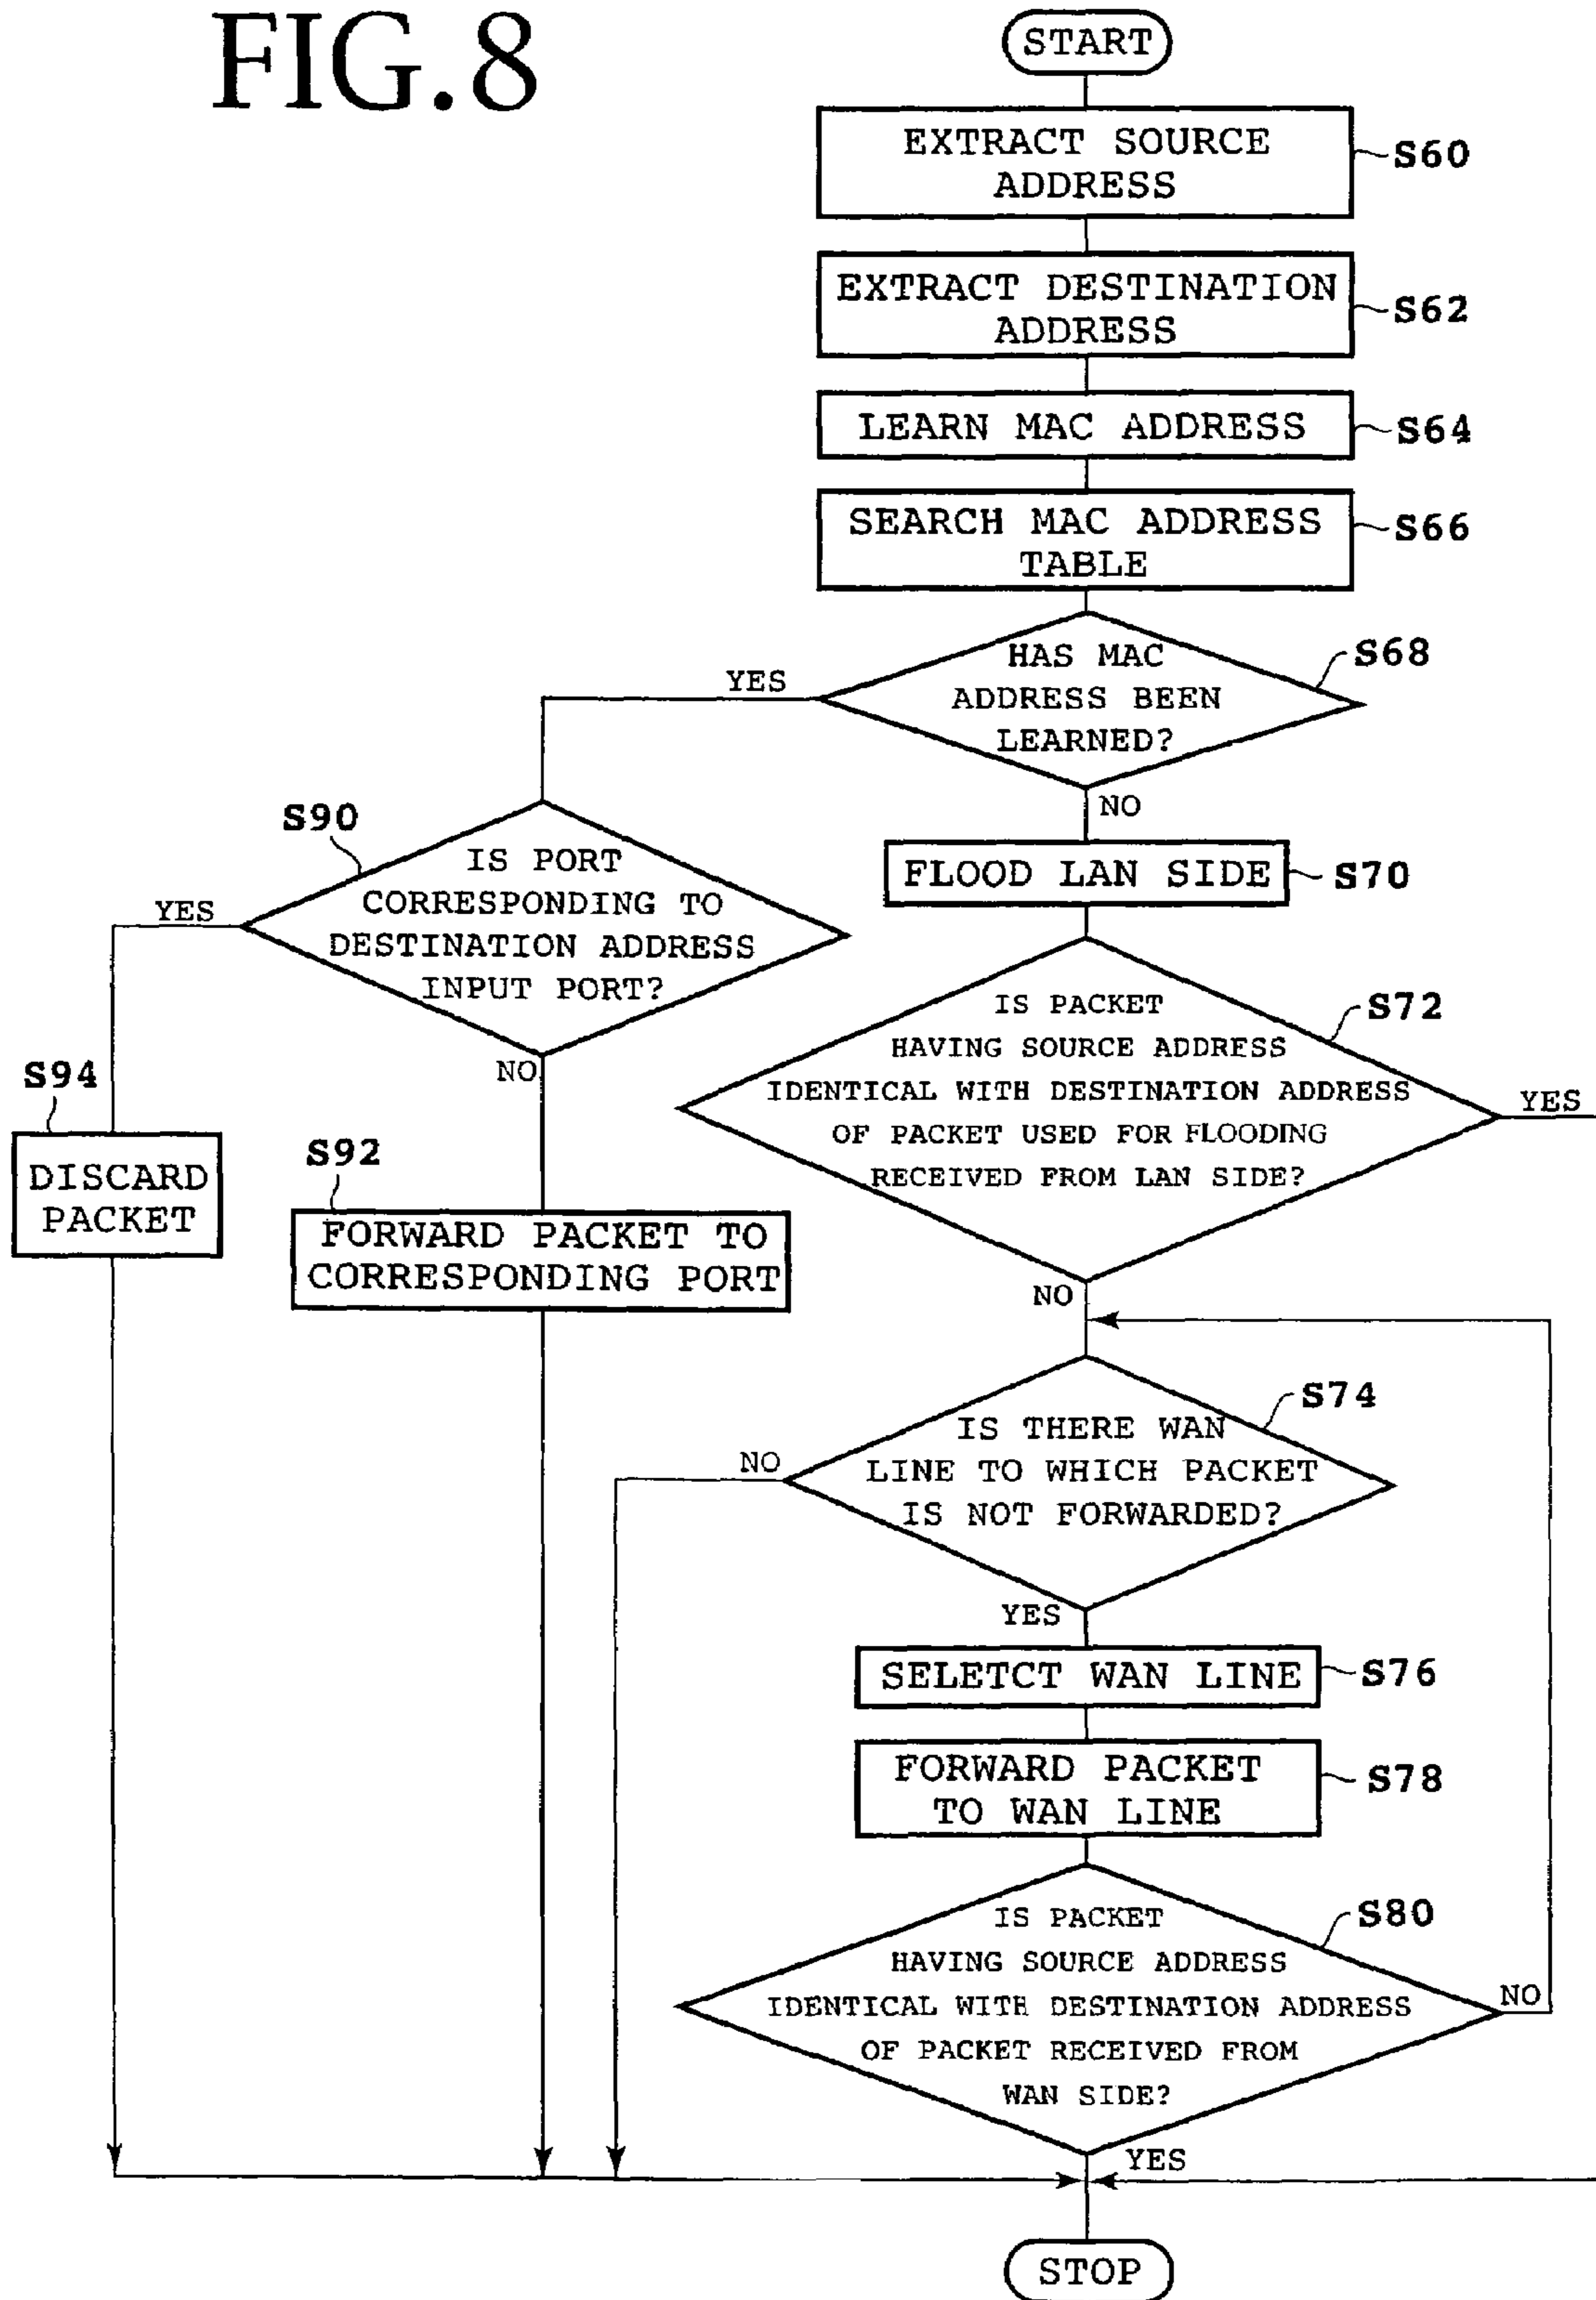 FIG.8
START
EXTRACT SOURCE
ADDRESS
S60
EXTRACT DESTINATION
ADDRESS
S62
LEARN MAC ADDRESS
S64
SEARCH MAC ADDRESS
TABLE
S66
HAS MAC
ADDRESS BEEN
LEARNED?
S68
YES
NO
S90
IS PORT
CORRESPONDING TO
DESTINATION ADDRESS
INPUT PORT?
YES
NO
S94
DISCARD
PACKET
S92
FORWARD PACKET TO
CORRESPONDING PORT
FLOOD LAN SIDE
S70
IS PACKET
HAVING SOURCE ADDRESS
IDENTICAL WITH DESTINATION ADDRESS
OF PACKET USED FOR FLOODING
RECEIVED FROM LAN SIDE?
S72
YES
NO
IS THERE WAN
LINE TO WHICH PACKET
IS NOT FORWARDED?
S74
NO
YES
SELETCT WAN LINE
S76
FORWARD PACKET
TO WAN LINE
S78
IS PACKET
HAVING SOURCE ADDRESS
IDENTICAL WITH DESTINATION ADDRESS
OF PACKET RECEIVED FROM
WAN SIDE?
S80
NO
YES
STOP